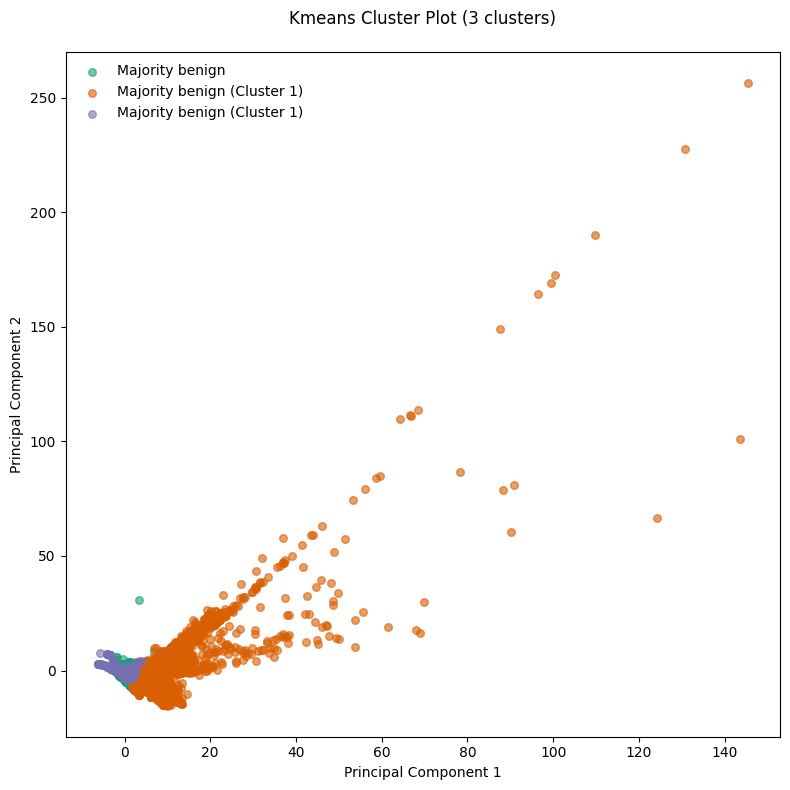 Kmeans Cluster Plot (3 clusters)
Majority benign
Majority benign (Cluster 1)
Majority benign (Cluster 1)
250
200
150
100
50
0
Principal Component 2
0 20 40 60 80 100 120 140
Principal Component 1